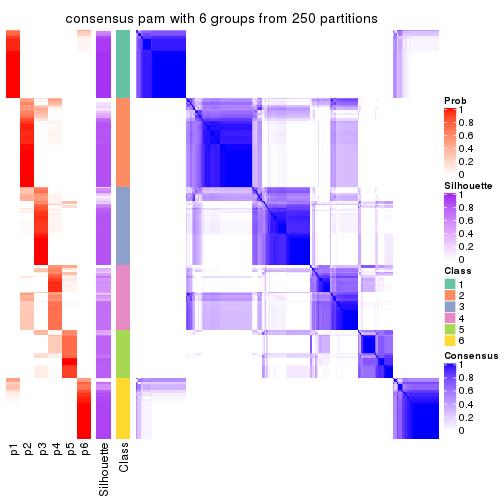 consensus pam with 6 groups from 250 partitions
Prob
1
0.8
0.6
0.4
0.2
0
Silhouette
1
0.8
0.6
0.4
0.2
0
Class
1
2
3
4
5
6
Consensus
1
0.8
0.6
0.4
0.2
0
p1
p2
p3
p4
p5
p6
Silhouette
Class